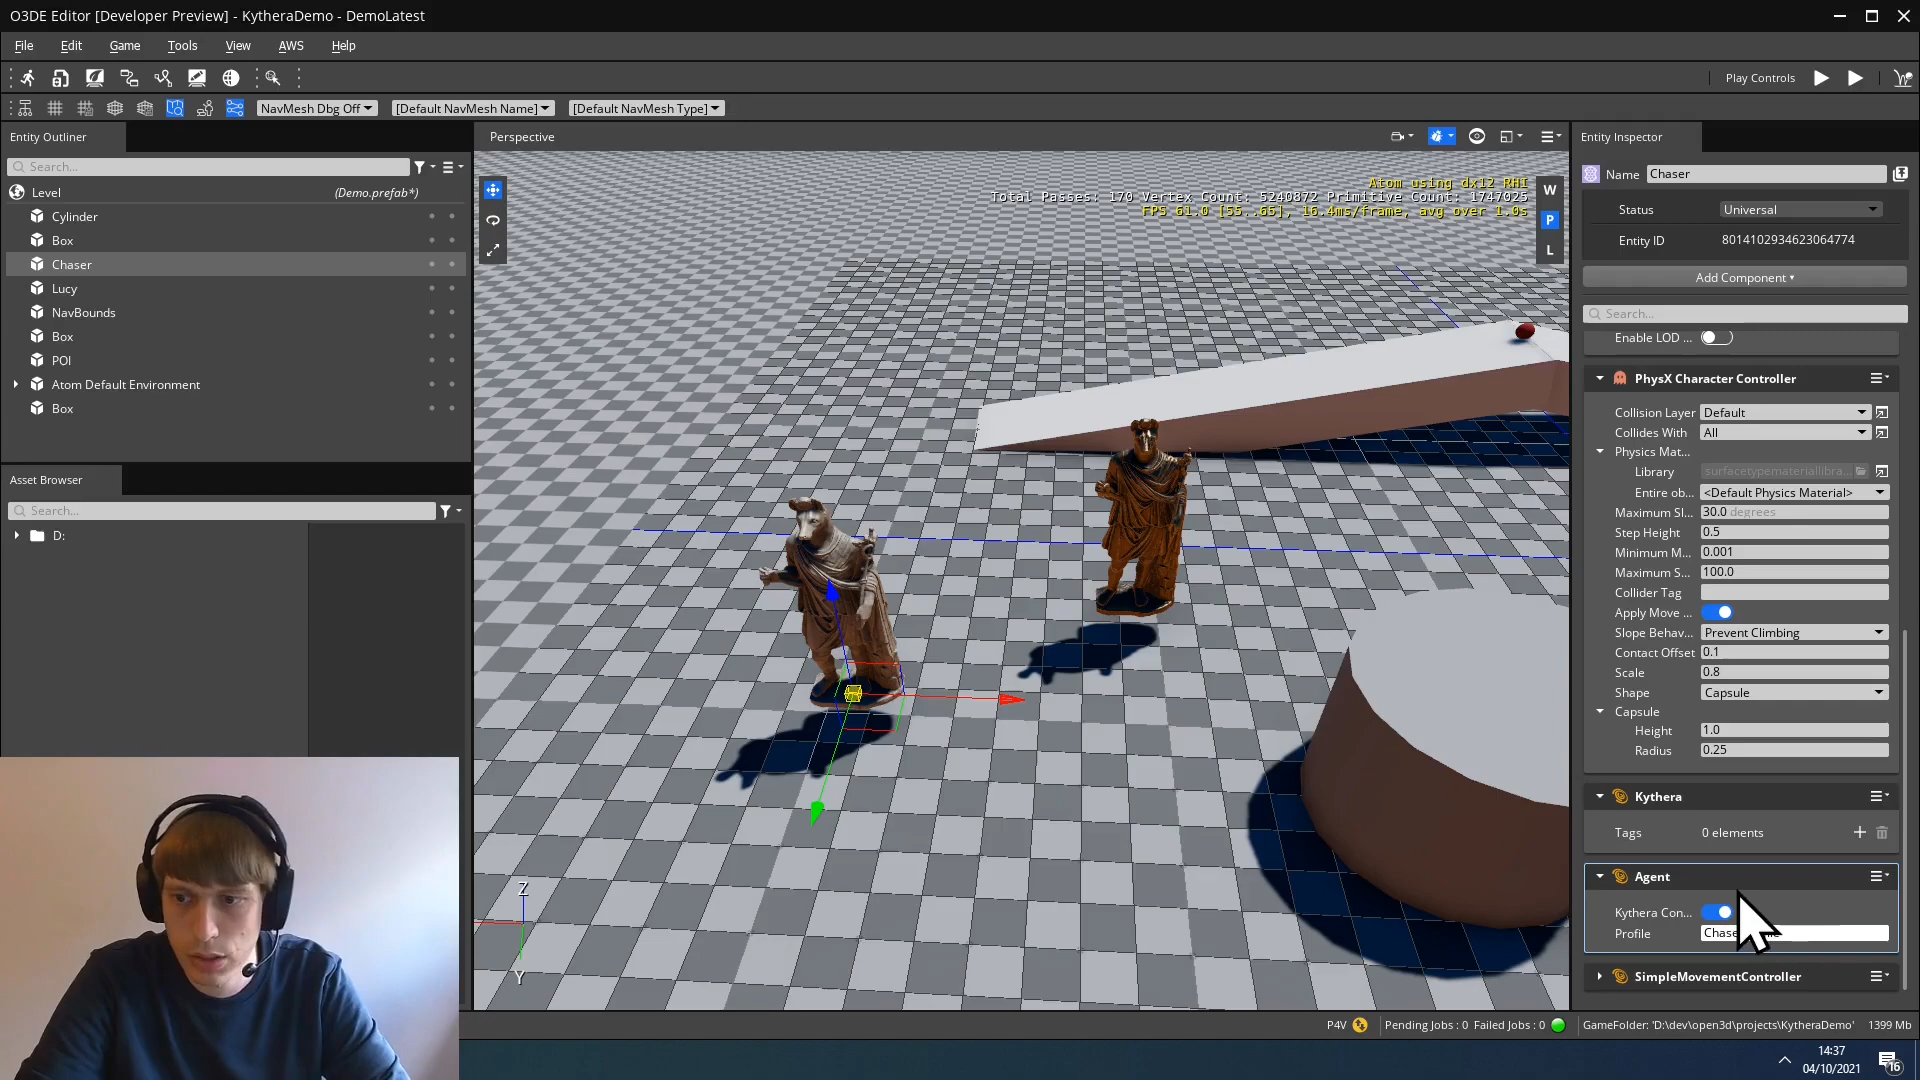 O3DE Editor [Developer Preview] - KytheraDemo - DemoLatest
File Edit Game Tools View AWS Help
Play Controls
NavMesh Dbg Off [Default NavMesh Name] [Default NavMesh Type]
Entity Outliner
Search...
Level (Demo.prefab*)
Cylinder
Box
Chaser
Lucy
NavBounds
Box
POI
Atom Default Environment
Box
Asset Browser
Search...
D:
Perspective
Atom using dx12 RHI
Total Passes: 170 Vertex Count: 5240872 Primitive Count: 1747025
FPS 61.0 [55..65], 16.4ms/frame, avg over 1.0s
W
P
L
Z
Y
Entity Inspector
Name Chaser
Status Universal
Entity ID 8014102934623064774
Add Component
Search...
Enable LOD ...
PhysX Character Controller
Collision Layer Default
Collides With All
Physics Mat...
Library surfacetypemateriallibra...
Entire ob... <Default Physics Material>
Maximum Sl... 30.0 degrees
Step Height 0.5
Minimum M... 0.001
Maximum S... 100.0
Collider Tag
Apply Move ...
Slope Behav... Prevent Climbing
Contact Offset 0.1
Scale 0.8
Shape Capsule
Capsule
Height 1.0
Radius 0.25
Kythera
Tags 0 elements
Agent
Kythera Con...
Profile
SimpleMovementController
P4V Pending Jobs : 0 Failed Jobs : 0 GameFolder: 'D:\dev\open3d\projects\KytheraDemo' 1399 Mb
14:37
04/10/2021
16